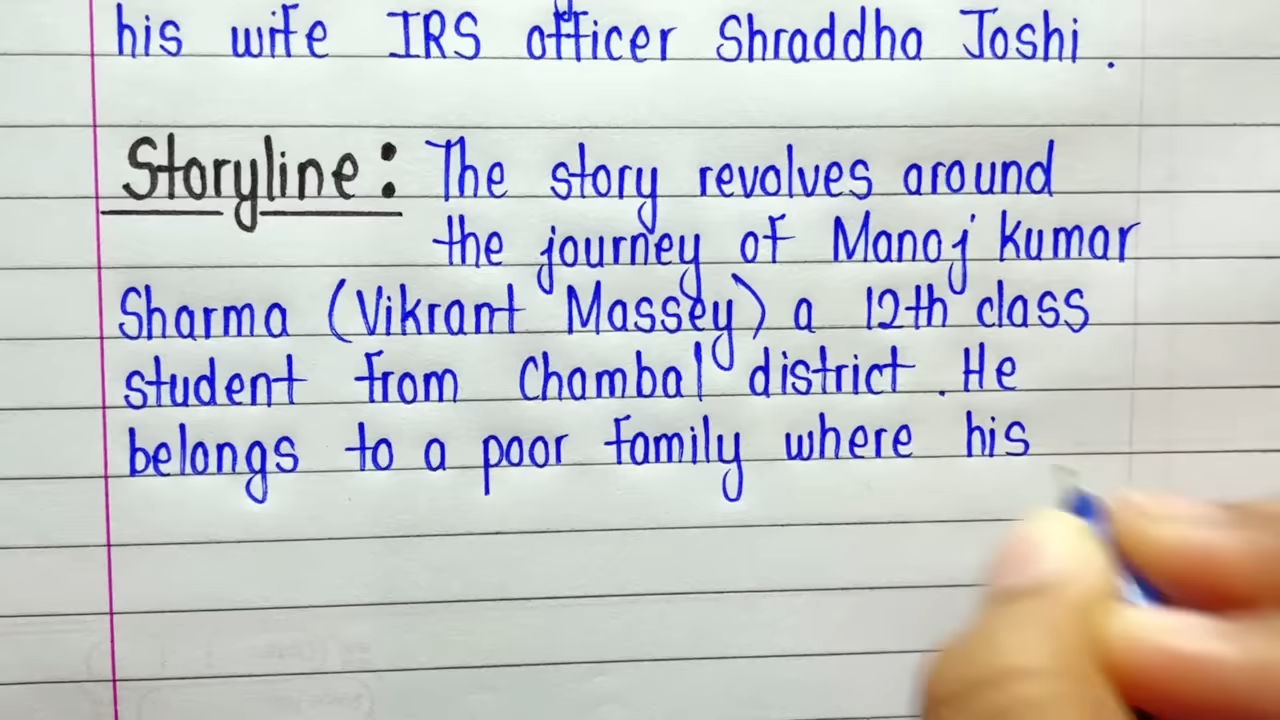 his wife IRS officer Shraddha Joshi.
Storyline: The story revolves around
the journey of Manoj Kumar
Sharma (Vikrant Massey) a 12th class
student from Chambal district. He
belongs to a poor family where his